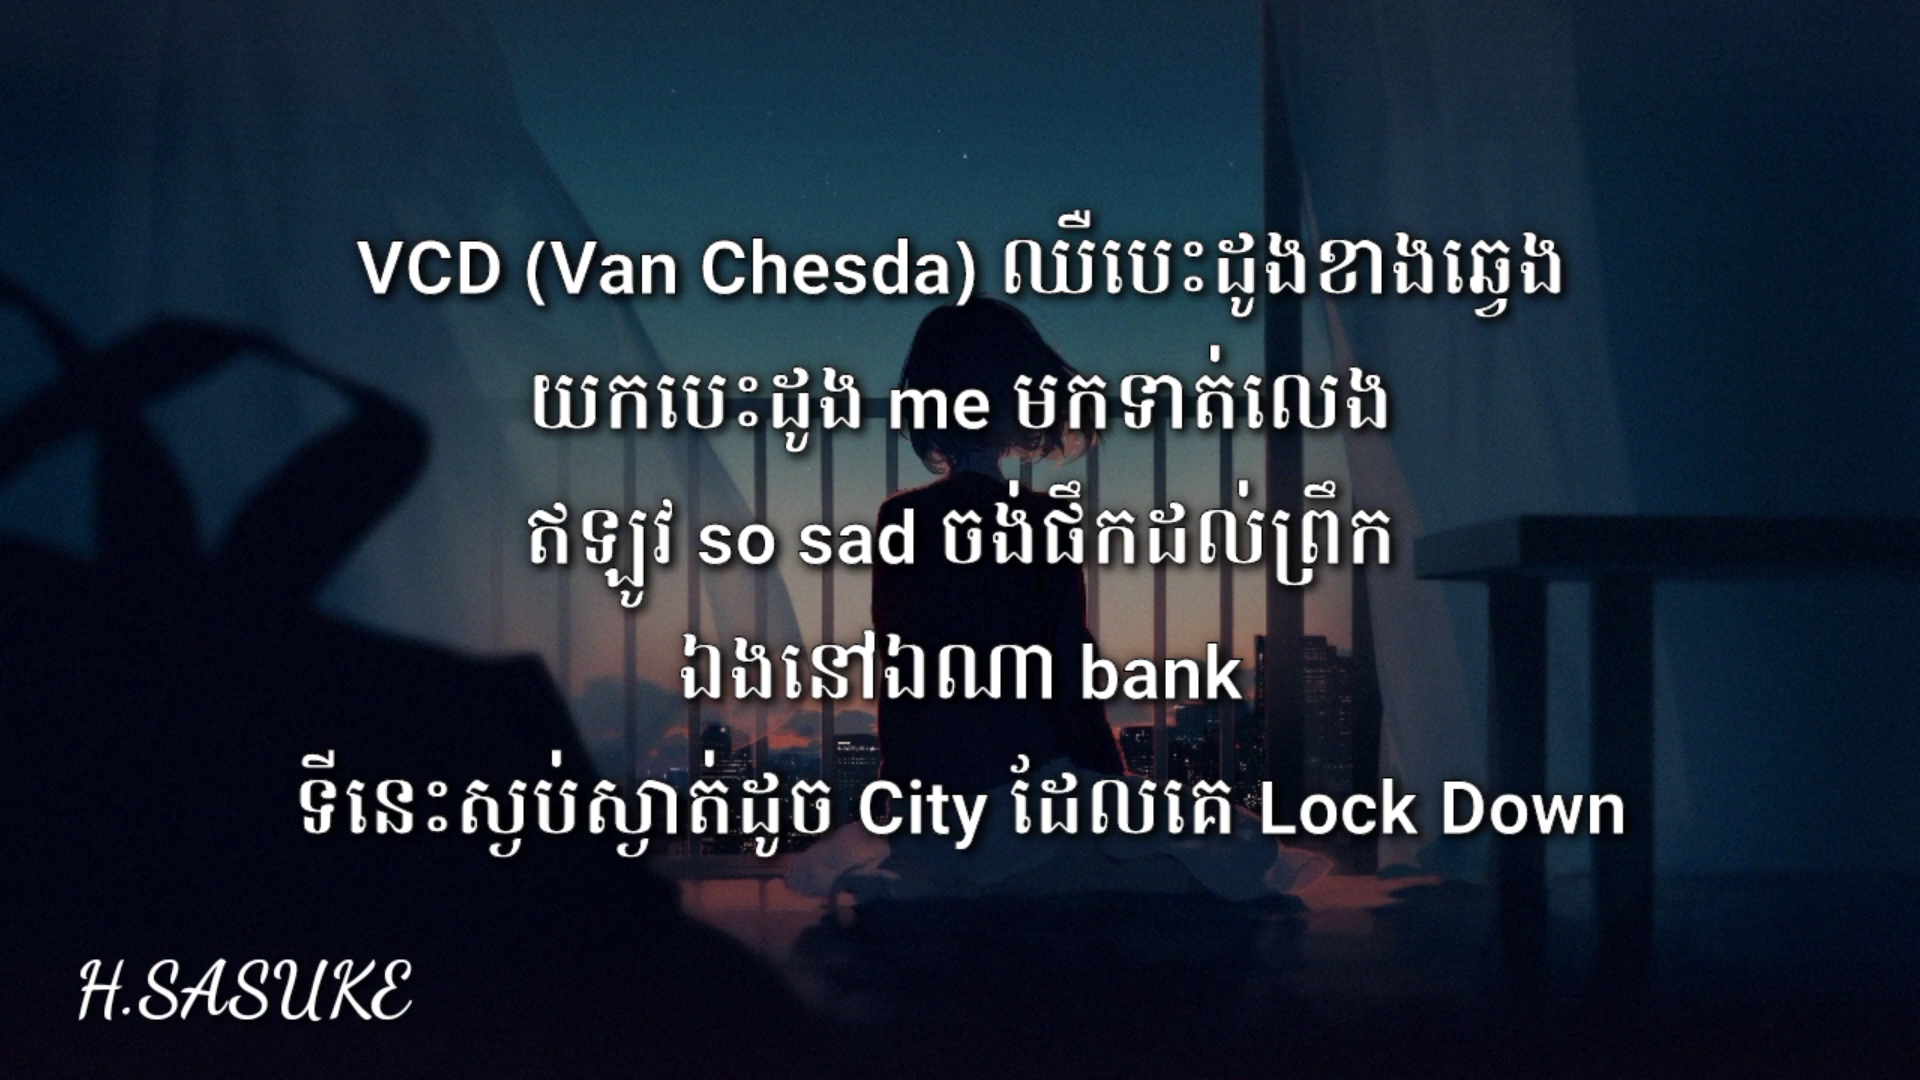 VCD (Van Chesda) ឈឺបេះដូងខាងឆ្វេង
យកបេះដូង me មកទាត់លេង
ឥឡូវ so sad ចង់ផឹកដល់ព្រឹក
ឯងនៅឯណា bank
ទីនេះស្ងប់ស្ងាត់ដូច City ដែលគេ Lock Down
H.SASUKE